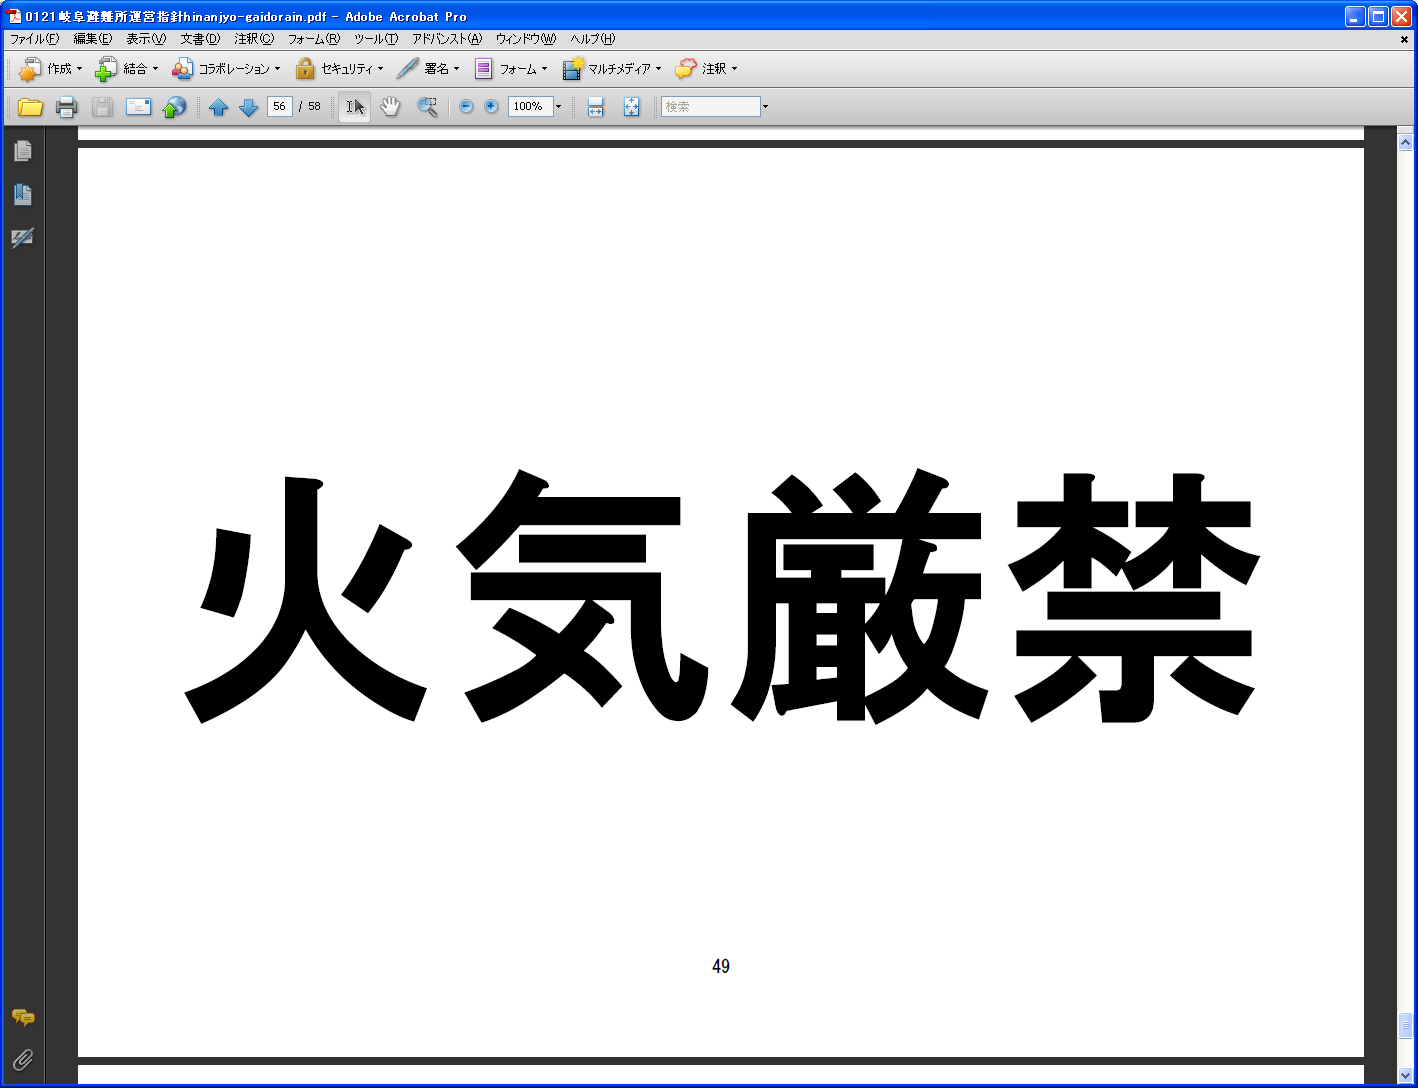 0121岐阜避難所運営指針hinanjyo-gaidorain.pdf - Adobe Acrobat Pro
ファイル(F) 編集(E) 表示(V) 文書(D) 注釈(C) フォーム(R) ツール(T) アドバンスト(A) ウィンドウ(W) ヘルプ(H)
作成 結合 コラボレーション セキュリティ 署名 フォーム マルチメディア 注釈
56 / 58 100% 検索
火気厳禁
49